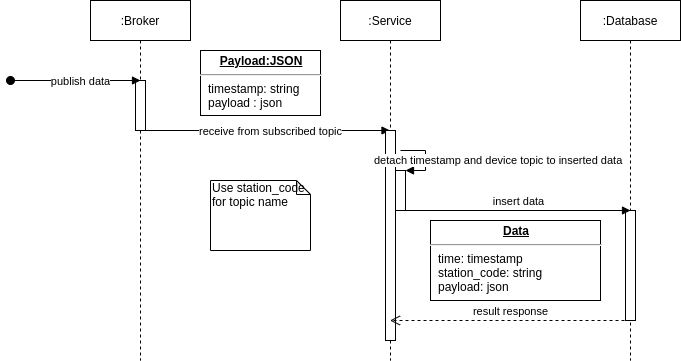 :Broker
:Service
:Database
Payload:JSON
timestamp: string
payload : json
publish data
receive from subscribed topic
detach timestamp and device topic to inserted data
Use station_code
for topic name
insert data
Data
time: timestamp
station_code: string
payload: json
result response